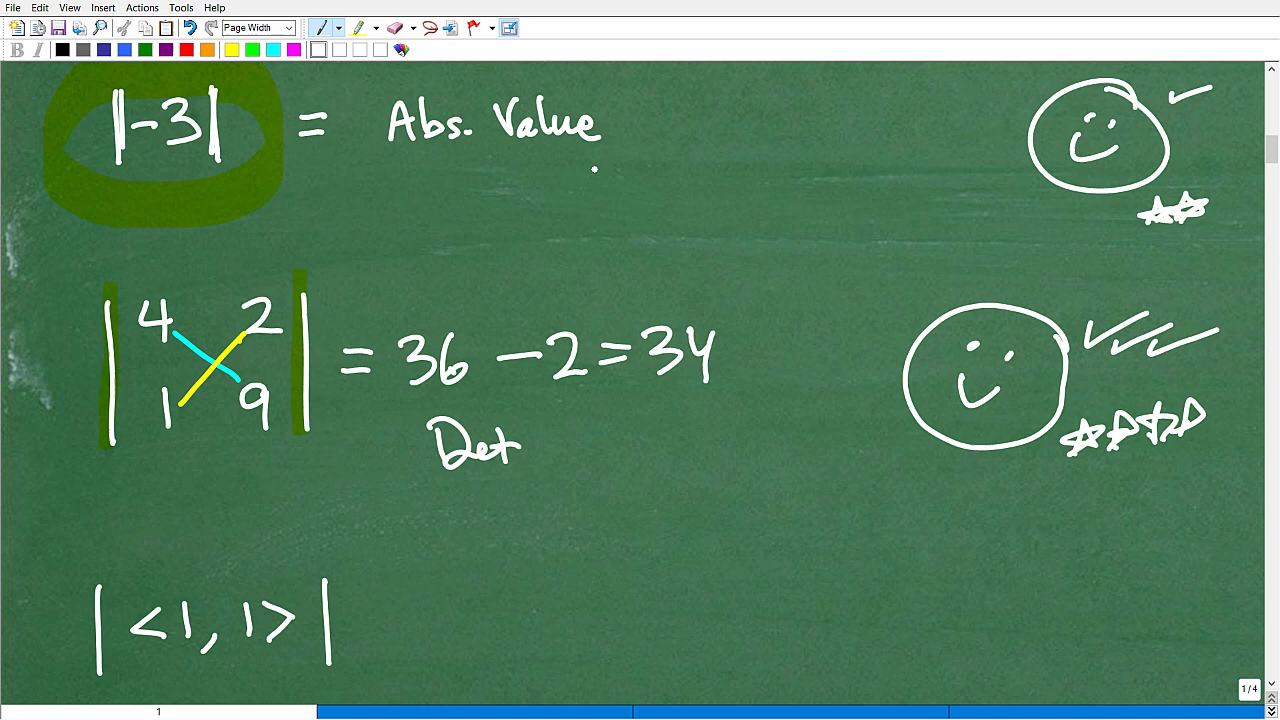 File Edit View Insert Actions Tools Help
Page Width
B I
|-3| = Abs. Value
| 4 2 | = 36 - 2 = 34
| 1 9 |
Det
| <1, 1> |
1/4
1